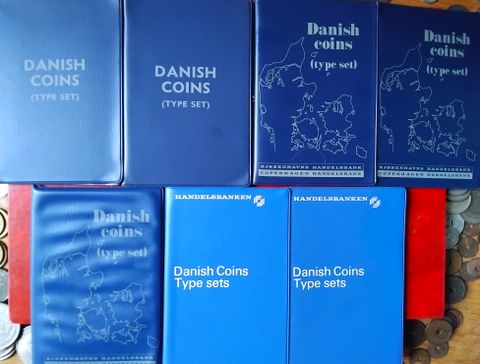 DANISH
COINS
(TYPE SET)
DANISH
COINS
(TYPE SET)
Danish
coins
(type set)
KJØBENHAVNS HANDELSBANK
COPENHAGEN HANDELSBANK
Danish
coins
(type set)
KJØBENHAVNS HANDELSBANK
COPENHAGEN HANDELSBANK
Danish
coins
(type set)
KJØBENHAVNS HANDELSBANK
HANDELSBANKEN
Danish Coins
Type sets
HANDELSBANKEN
Danish Coins
Type sets